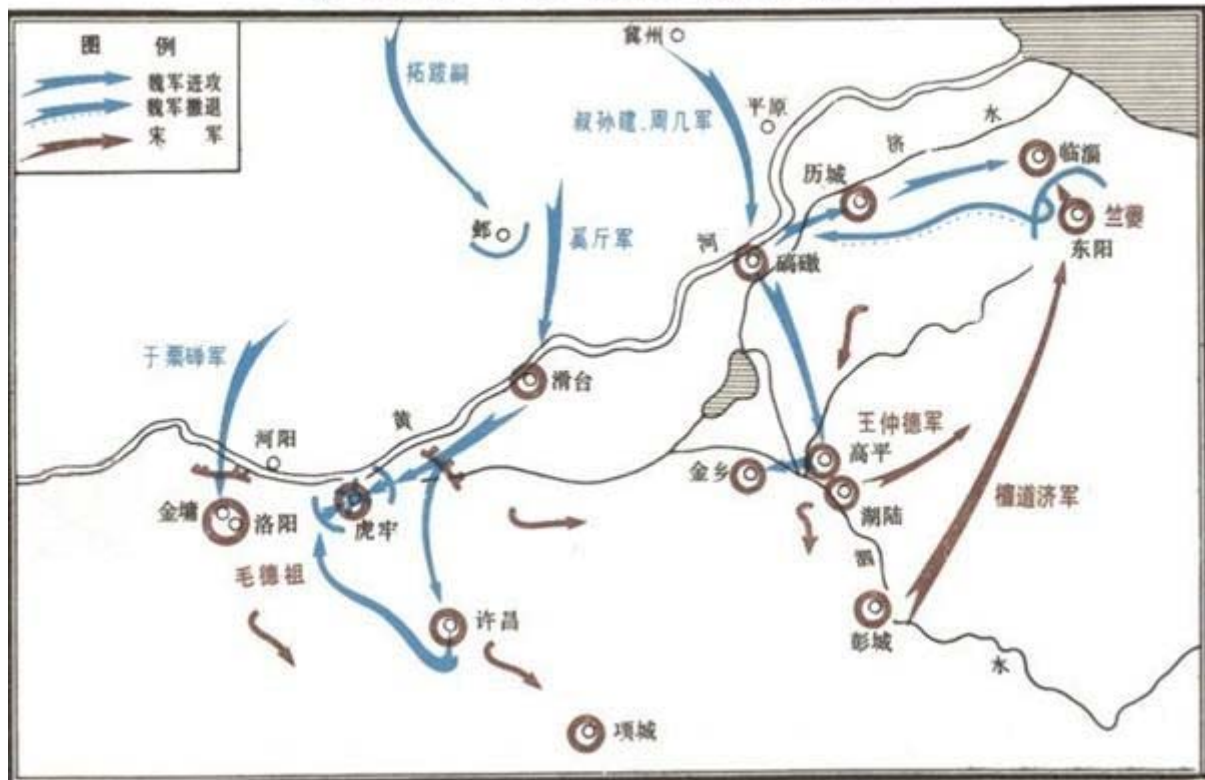 图 例
魏军进攻
魏军撤退
宋 军
冀州
拓跋嗣
叔孙建、周几军
平原
济
水
临淄
历城
竺夔
东阳
邺
奚斤军
河
碻磝
于栗磾军
滑台
黄
河阳
王仲德军
高平
金乡
檀道济军
金墉
洛阳
虎牢
湖陆
泗
毛德祖
许昌
彭城
水
项城